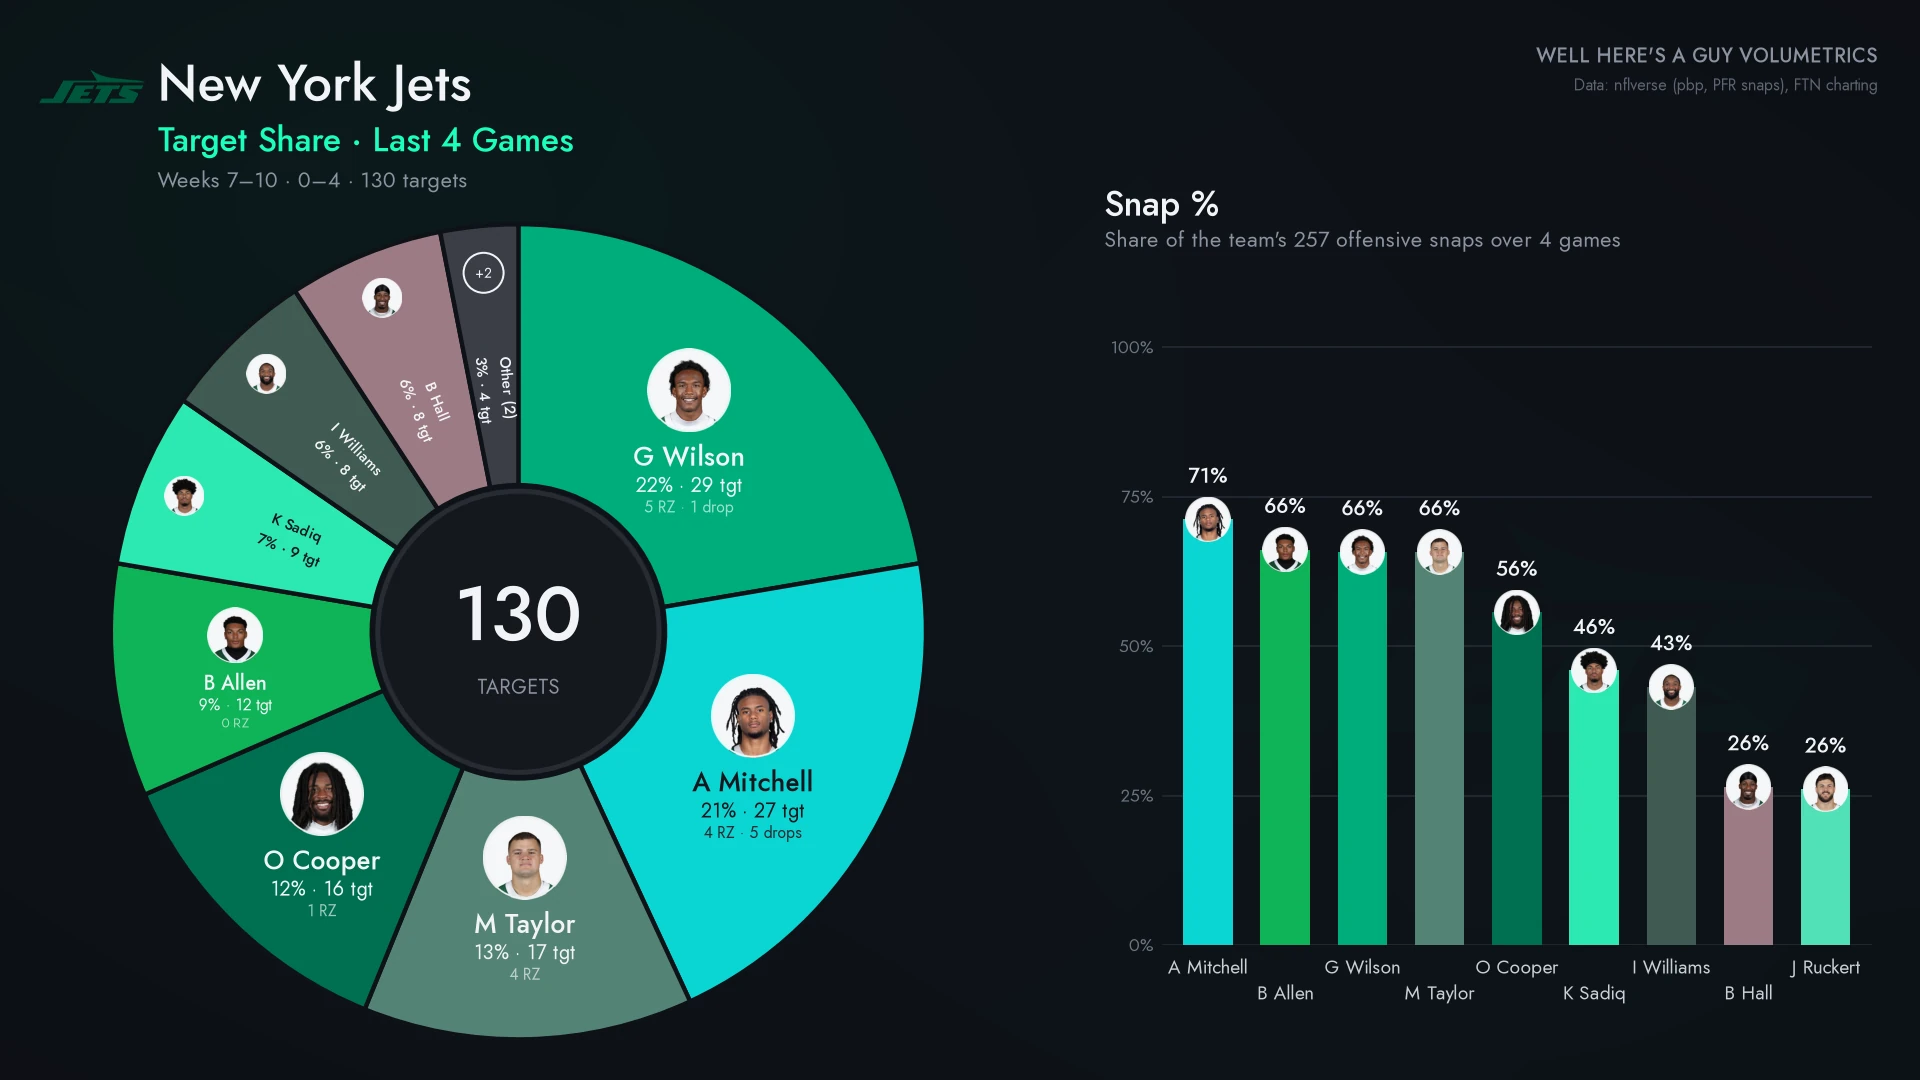 JETS
New York Jets
Target Share · Last 4 Games
Weeks 7–10 · 0–4 · 130 targets
WELL HERE'S A GUY VOLUMETRICS
Data: nflverse (pbp, PFR snaps), FTN charting
+2
Other (2)
3% · 4 tgt
G Wilson
22% · 29 tgt
5 RZ · 1 drop
A Mitchell
21% · 27 tgt
4 RZ · 5 drops
M Taylor
13% · 17 tgt
4 RZ
O Cooper
12% · 16 tgt
1 RZ
B Allen
9% · 12 tgt
0 RZ
K Sadiq
7% · 9 tgt
I Williams
6% · 8 tgt
B Hall
6% · 8 tgt
130
TARGETS
Snap %
Share of the team's 257 offensive snaps over 4 games
100%
75%
50%
25%
0%
71%
66%
66%
66%
56%
46%
43%
26%
26%
A Mitchell
B Allen
G Wilson
M Taylor
O Cooper
K Sadiq
I Williams
B Hall
J Ruckert